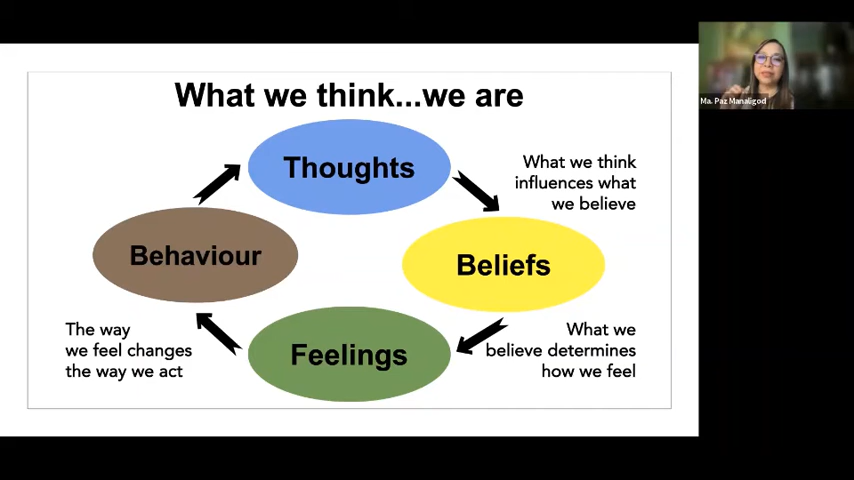 What we think...we are
Thoughts
What we think
influences what
we believe
Behaviour
Beliefs
The way
we feel changes
the way we act
Feelings
What we
believe determines
how we feel
Ma. Paz Manaligod